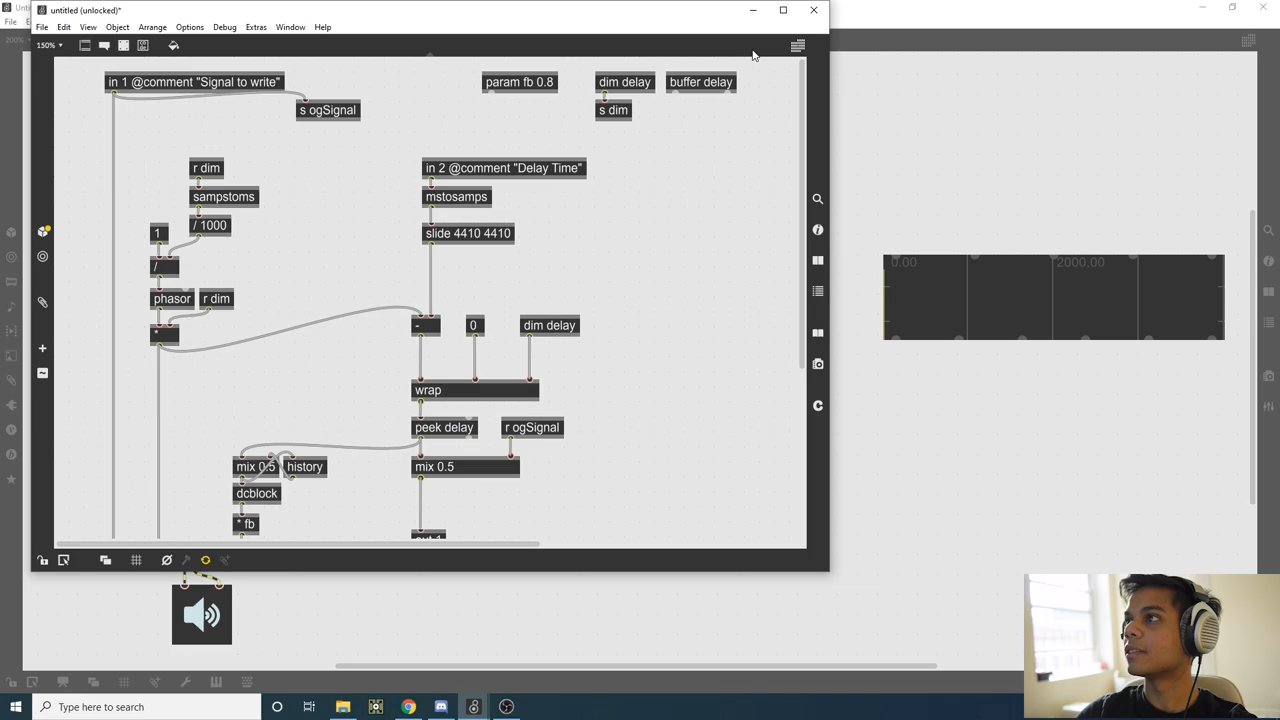 Unt
File
200%
untitled (unlocked)*
File Edit View Object Arrange Options Debug Extras Window Help
150%
in 1 @comment "Signal to write"
s ogSignal
param fb 0.8
dim delay
buffer delay
s dim
r dim
sampstoms
/ 1000
1
/
phasor
r dim
*
in 2 @comment "Delay Time"
mstosamps
slide 4410 4410
-
0
dim delay
wrap
peek delay
r ogSignal
mix 0.5
history
mix 0.5
dcblock
* fb
0.00
2000.00
Type here to search